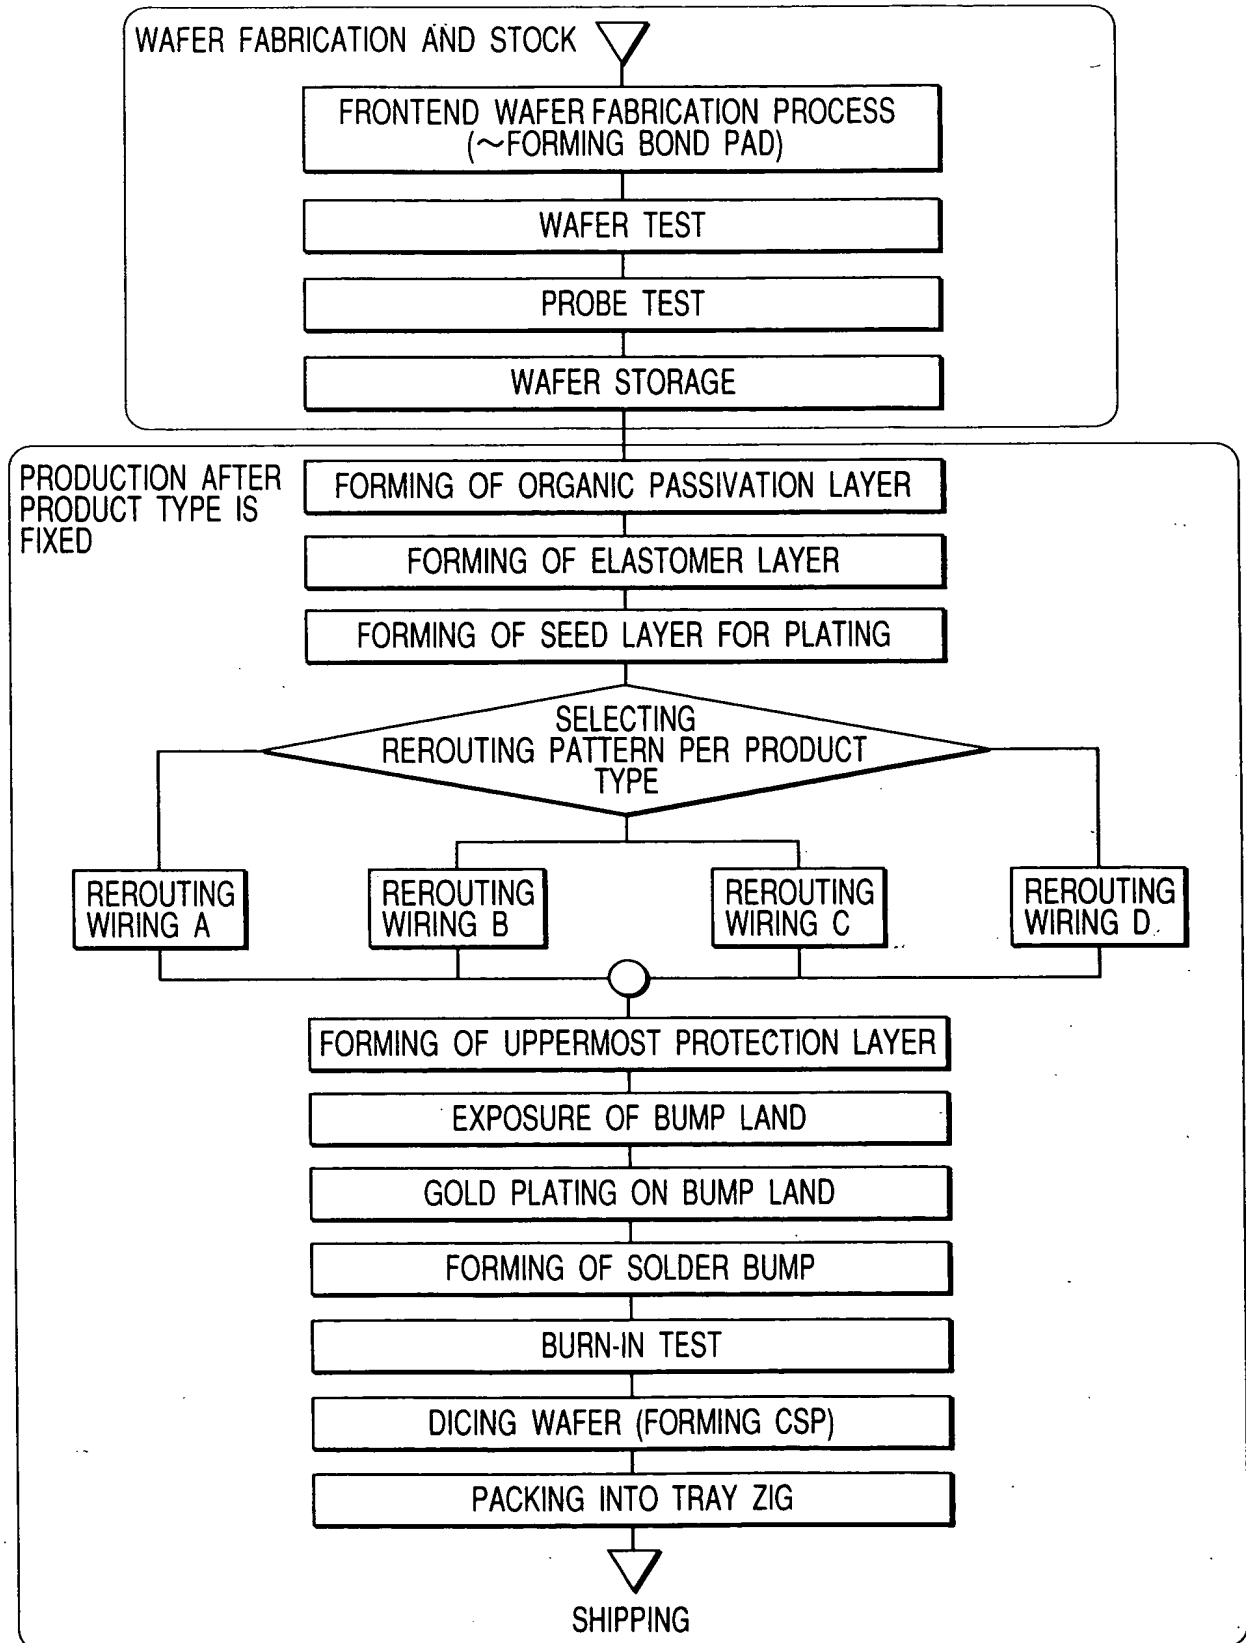 WAFER FABRICATION AND STOCK
FRONTEND WAFER FABRICATION PROCESS
(~FORMING BOND PAD)
WAFER TEST
PROBE TEST
WAFER STORAGE
PRODUCTION AFTER
PRODUCT TYPE IS
FIXED
FORMING OF ORGANIC PASSIVATION LAYER
FORMING OF ELASTOMER LAYER
FORMING OF SEED LAYER FOR PLATING
SELECTING
REROUTING PATTERN PER PRODUCT
TYPE
REROUTING
WIRING A
REROUTING
WIRING B
REROUTING
WIRING C
REROUTING
WIRING D
FORMING OF UPPERMOST PROTECTION LAYER
EXPOSURE OF BUMP LAND
GOLD PLATING ON BUMP LAND
FORMING OF SOLDER BUMP
BURN-IN TEST
DICING WAFER (FORMING CSP)
PACKING INTO TRAY ZIG
SHIPPING